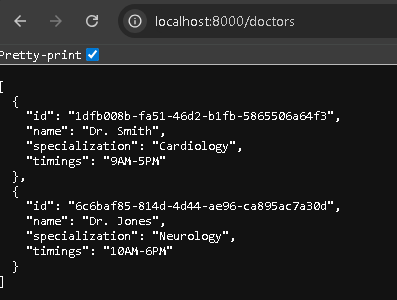 localhost:8000/doctors
Pretty-print
[
  {
    "id": "1dfb008b-fa51-46d2-b1fb-5865506a64f3",
    "name": "Dr. Smith",
    "specialization": "Cardiology",
    "timings": "9AM-5PM"
  },
  {
    "id": "6c6baf85-814d-4d44-ae96-ca895ac7a30d",
    "name": "Dr. Jones",
    "specialization": "Neurology",
    "timings": "10AM-6PM"
  }
]